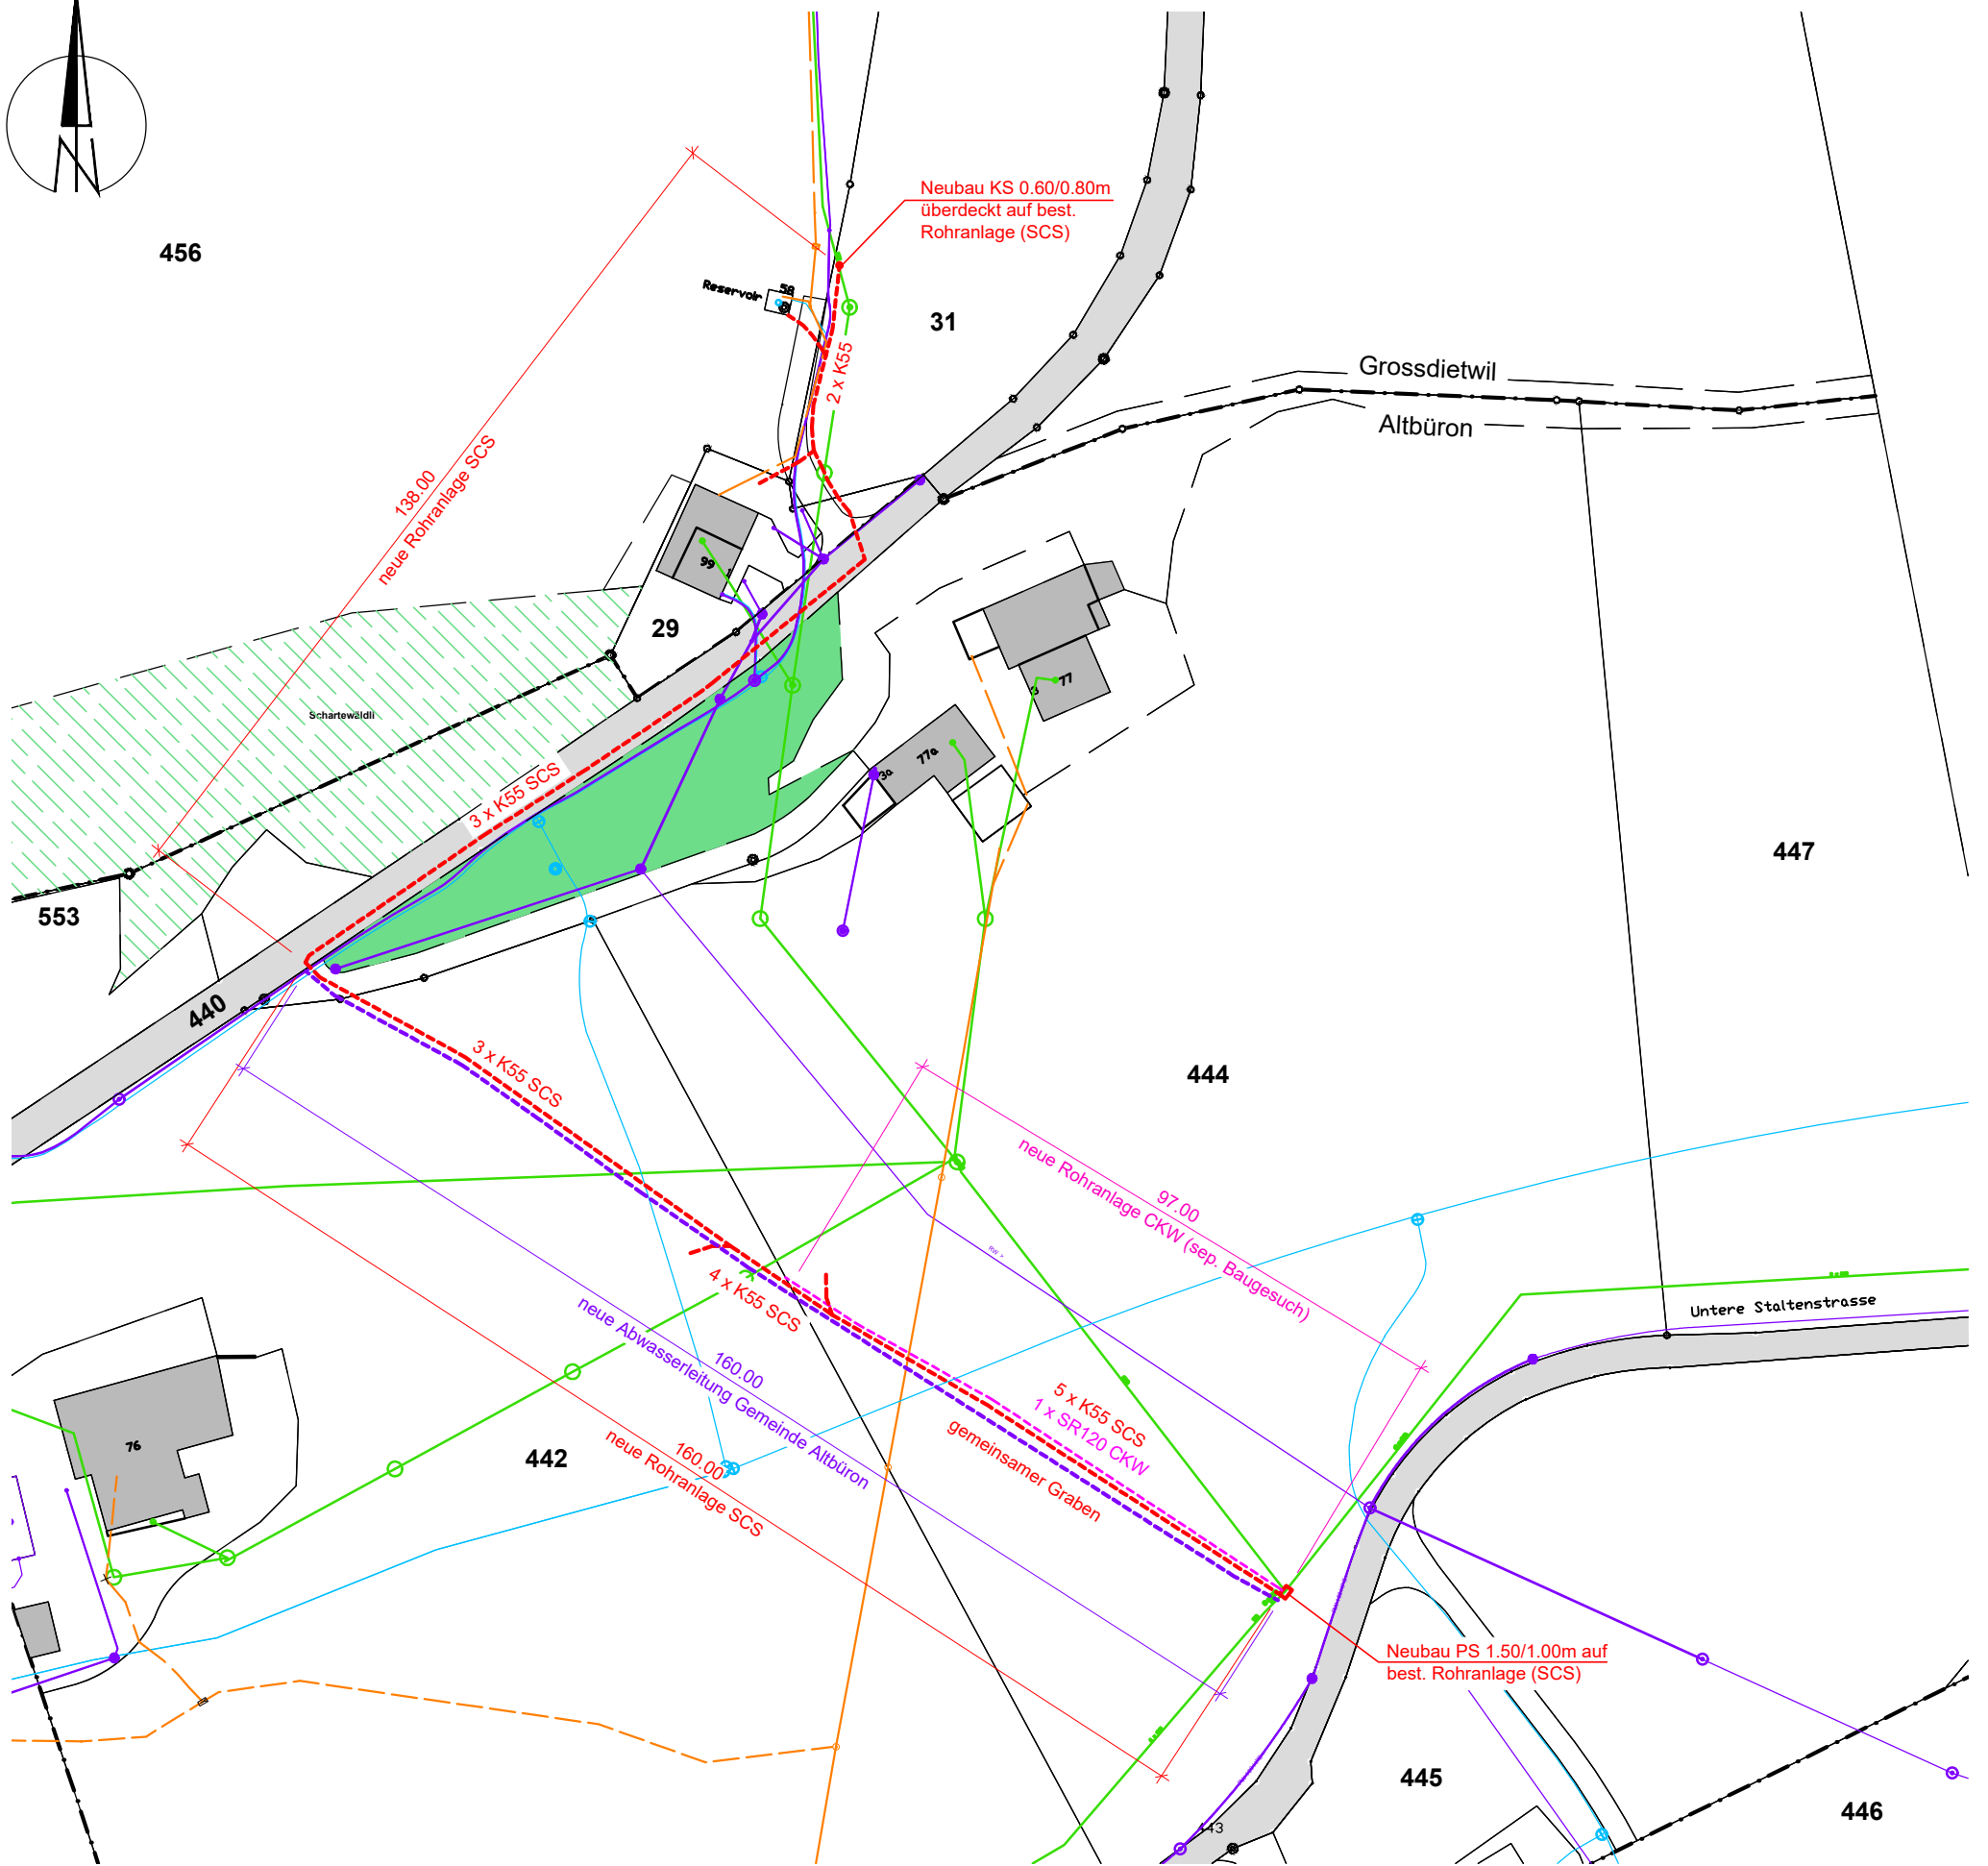 N
456
Neubau KS 0.60/0.80m
überdeckt auf best.
Rohranlage (SCS)
Reservoir
58
31
2 x K55
Grossdietwil
Altbüron
138.00
neue Rohranlage SCS
99
29
Schartewäldli
3
77
77a
3a
3 x K55 SCS
447
553
440
3 x K55 SCS
444
neue Rohranlage CKW (sep. Baugesuch)
97.00
RW >
4 x K55 SCS
neue Abwasserleitung Gemeinde Altbüron
160.00
Untere Staltenstrasse
5 x K55 SCS
1 x SR120 CKW
gemeinsamer Graben
76
442
160.00
neue Rohranlage SCS
Neubau PS 1.50/1.00m auf
best. Rohranlage (SCS)
445
446
443